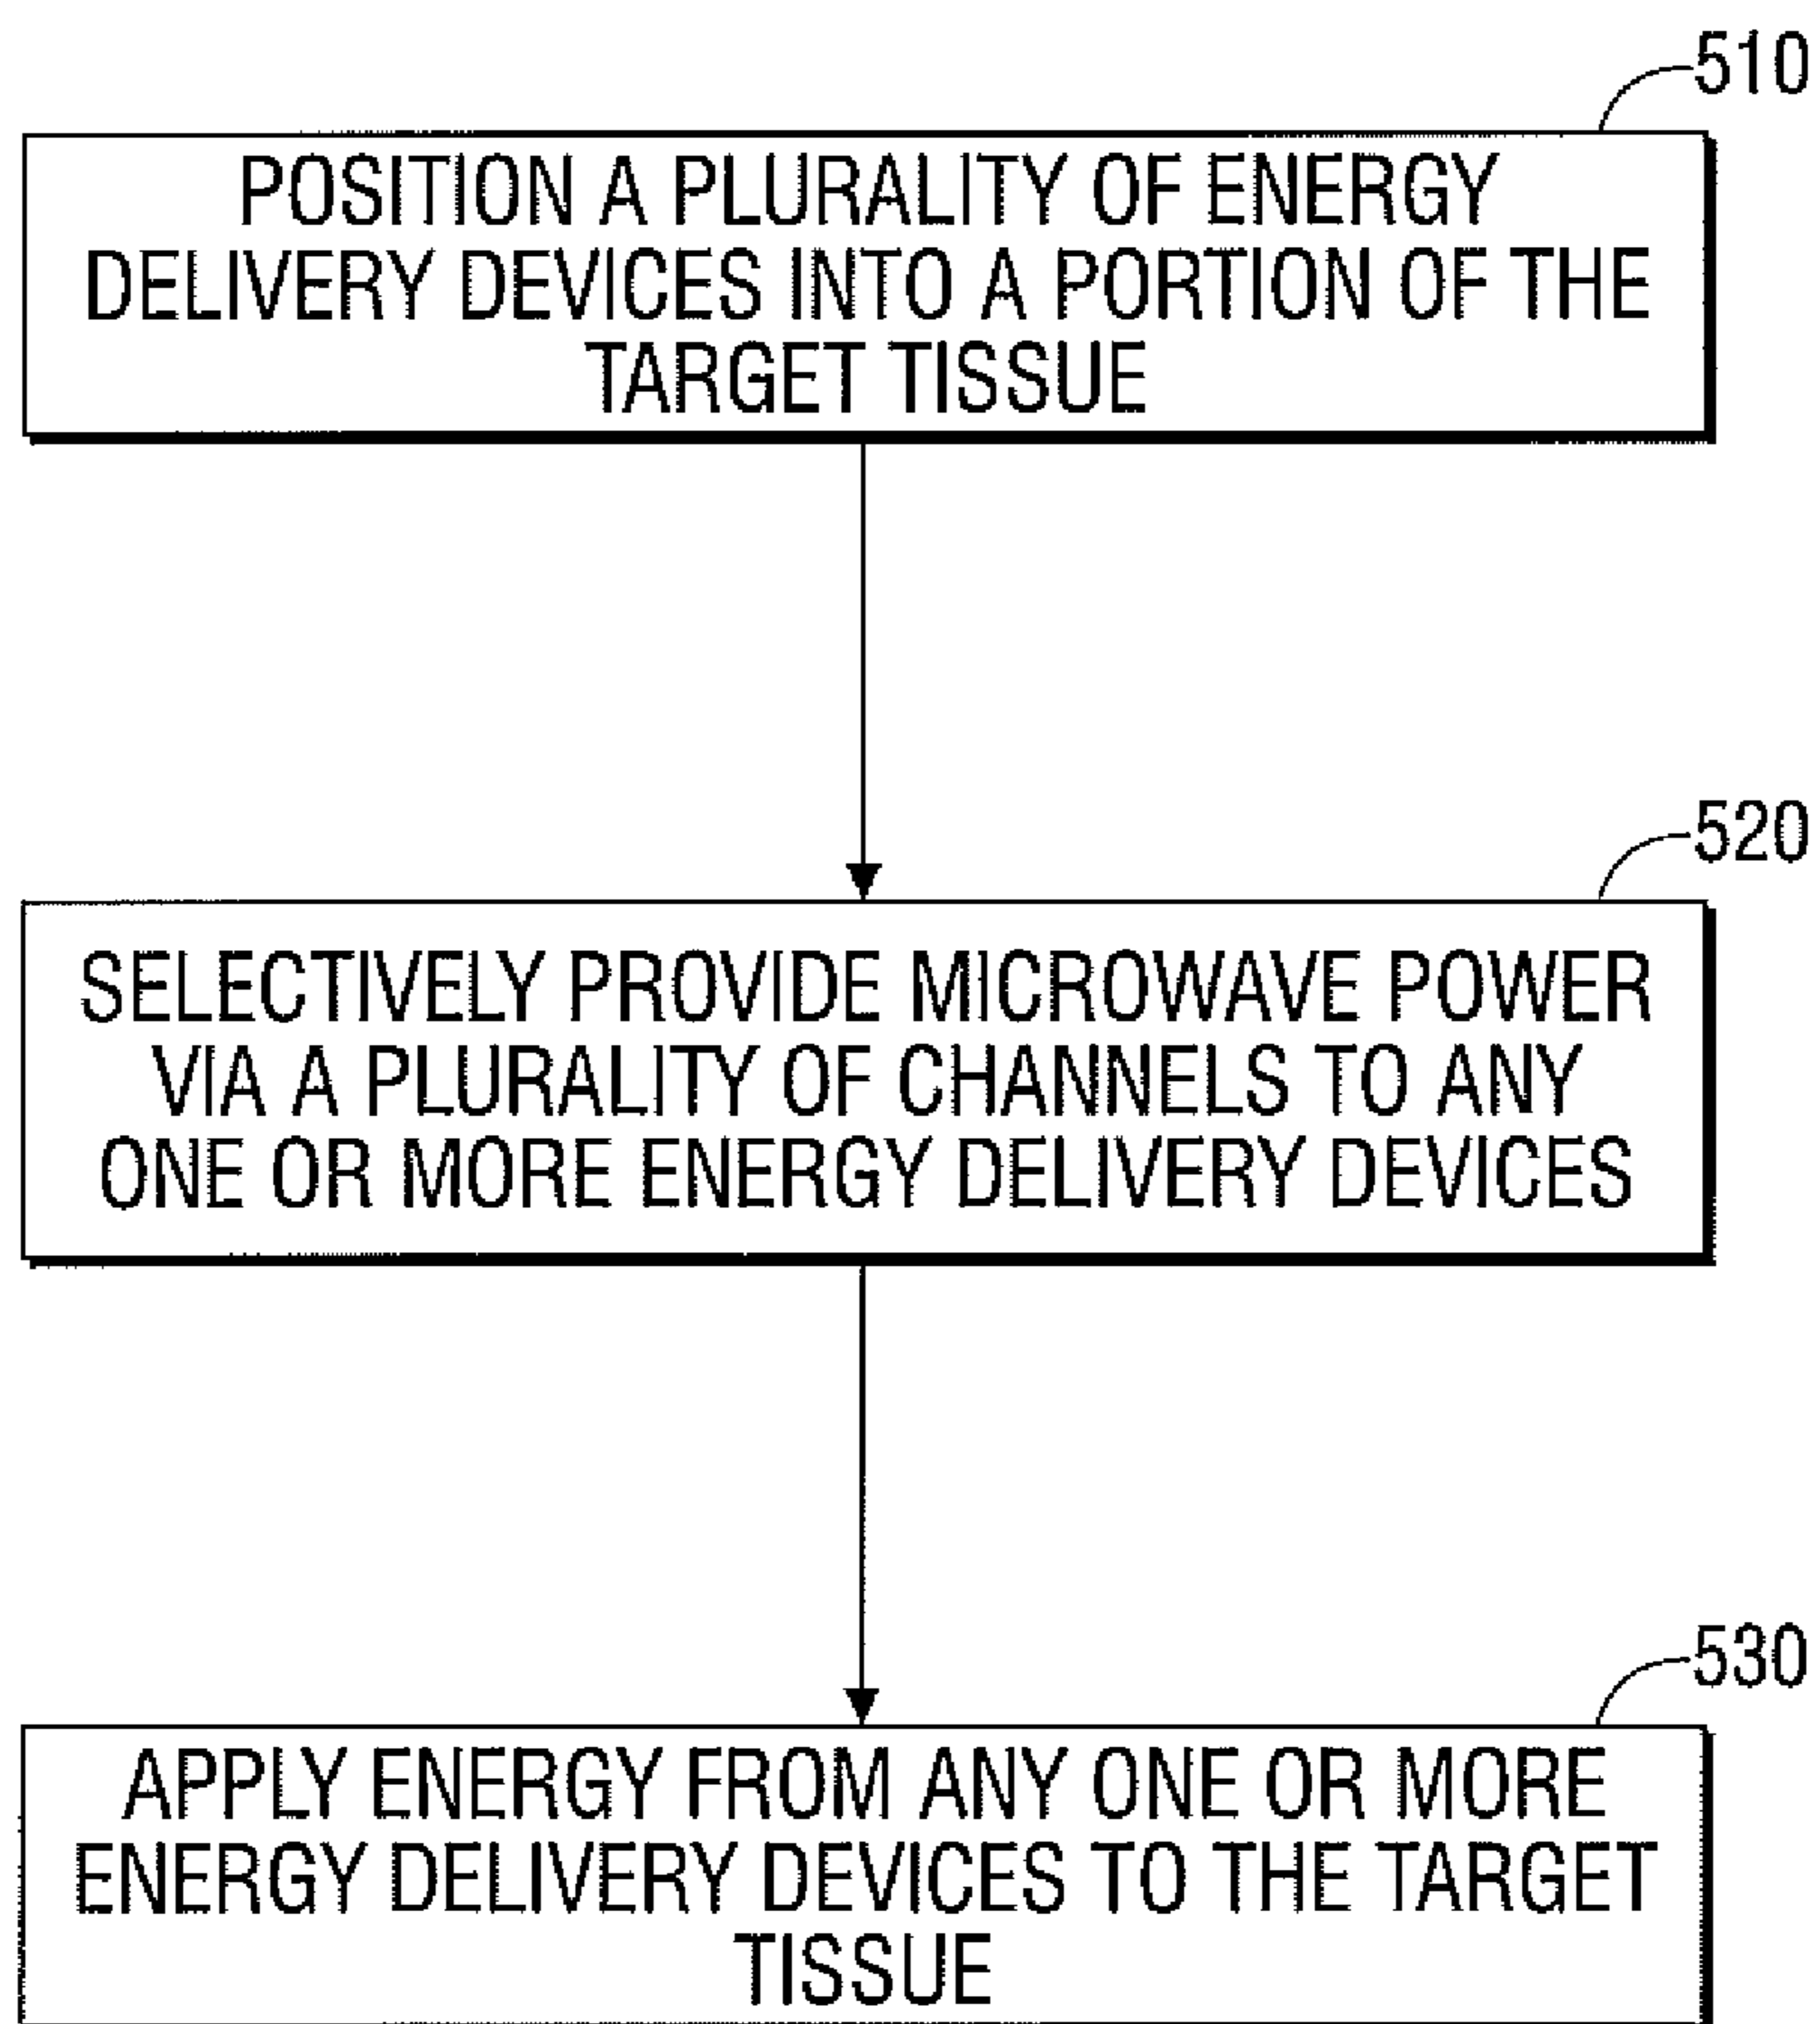 510
POSITION A PLURALITY OF ENERGY
DELIVERY DEVICES INTO A PORTION OF THE
TARGET TISSUE
520
SELECTIVELY PROVIDE MICROWAVE POWER
VIA A PLURALITY OF CHANNELS TO ANY
ONE OR MORE ENERGY DELIVERY DEVICES
530
APPLY ENERGY FROM ANY ONE OR MORE
ENERGY DELIVERY DEVICES TO THE TARGET
TISSUE